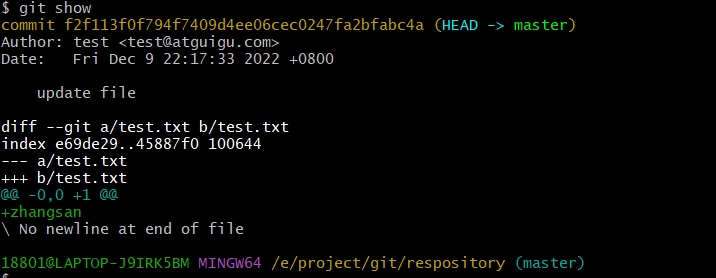 $ git show
commit f2f113f0f794f7409d4ee06cec0247fa2bfabc4a (HEAD -> master)
Author: test <test@atguigu.com>
Date:   Fri Dec 9 22:17:33 2022 +0800

    update file

diff --git a/test.txt b/test.txt
index e69de29..45887f0 100644
--- a/test.txt
+++ b/test.txt
@@ -0,0 +1 @@
+zhangsan
\ No newline at end of file

18801@LAPTOP-J9IRK5BM MINGW64 /e/project/git/respository (master)
$